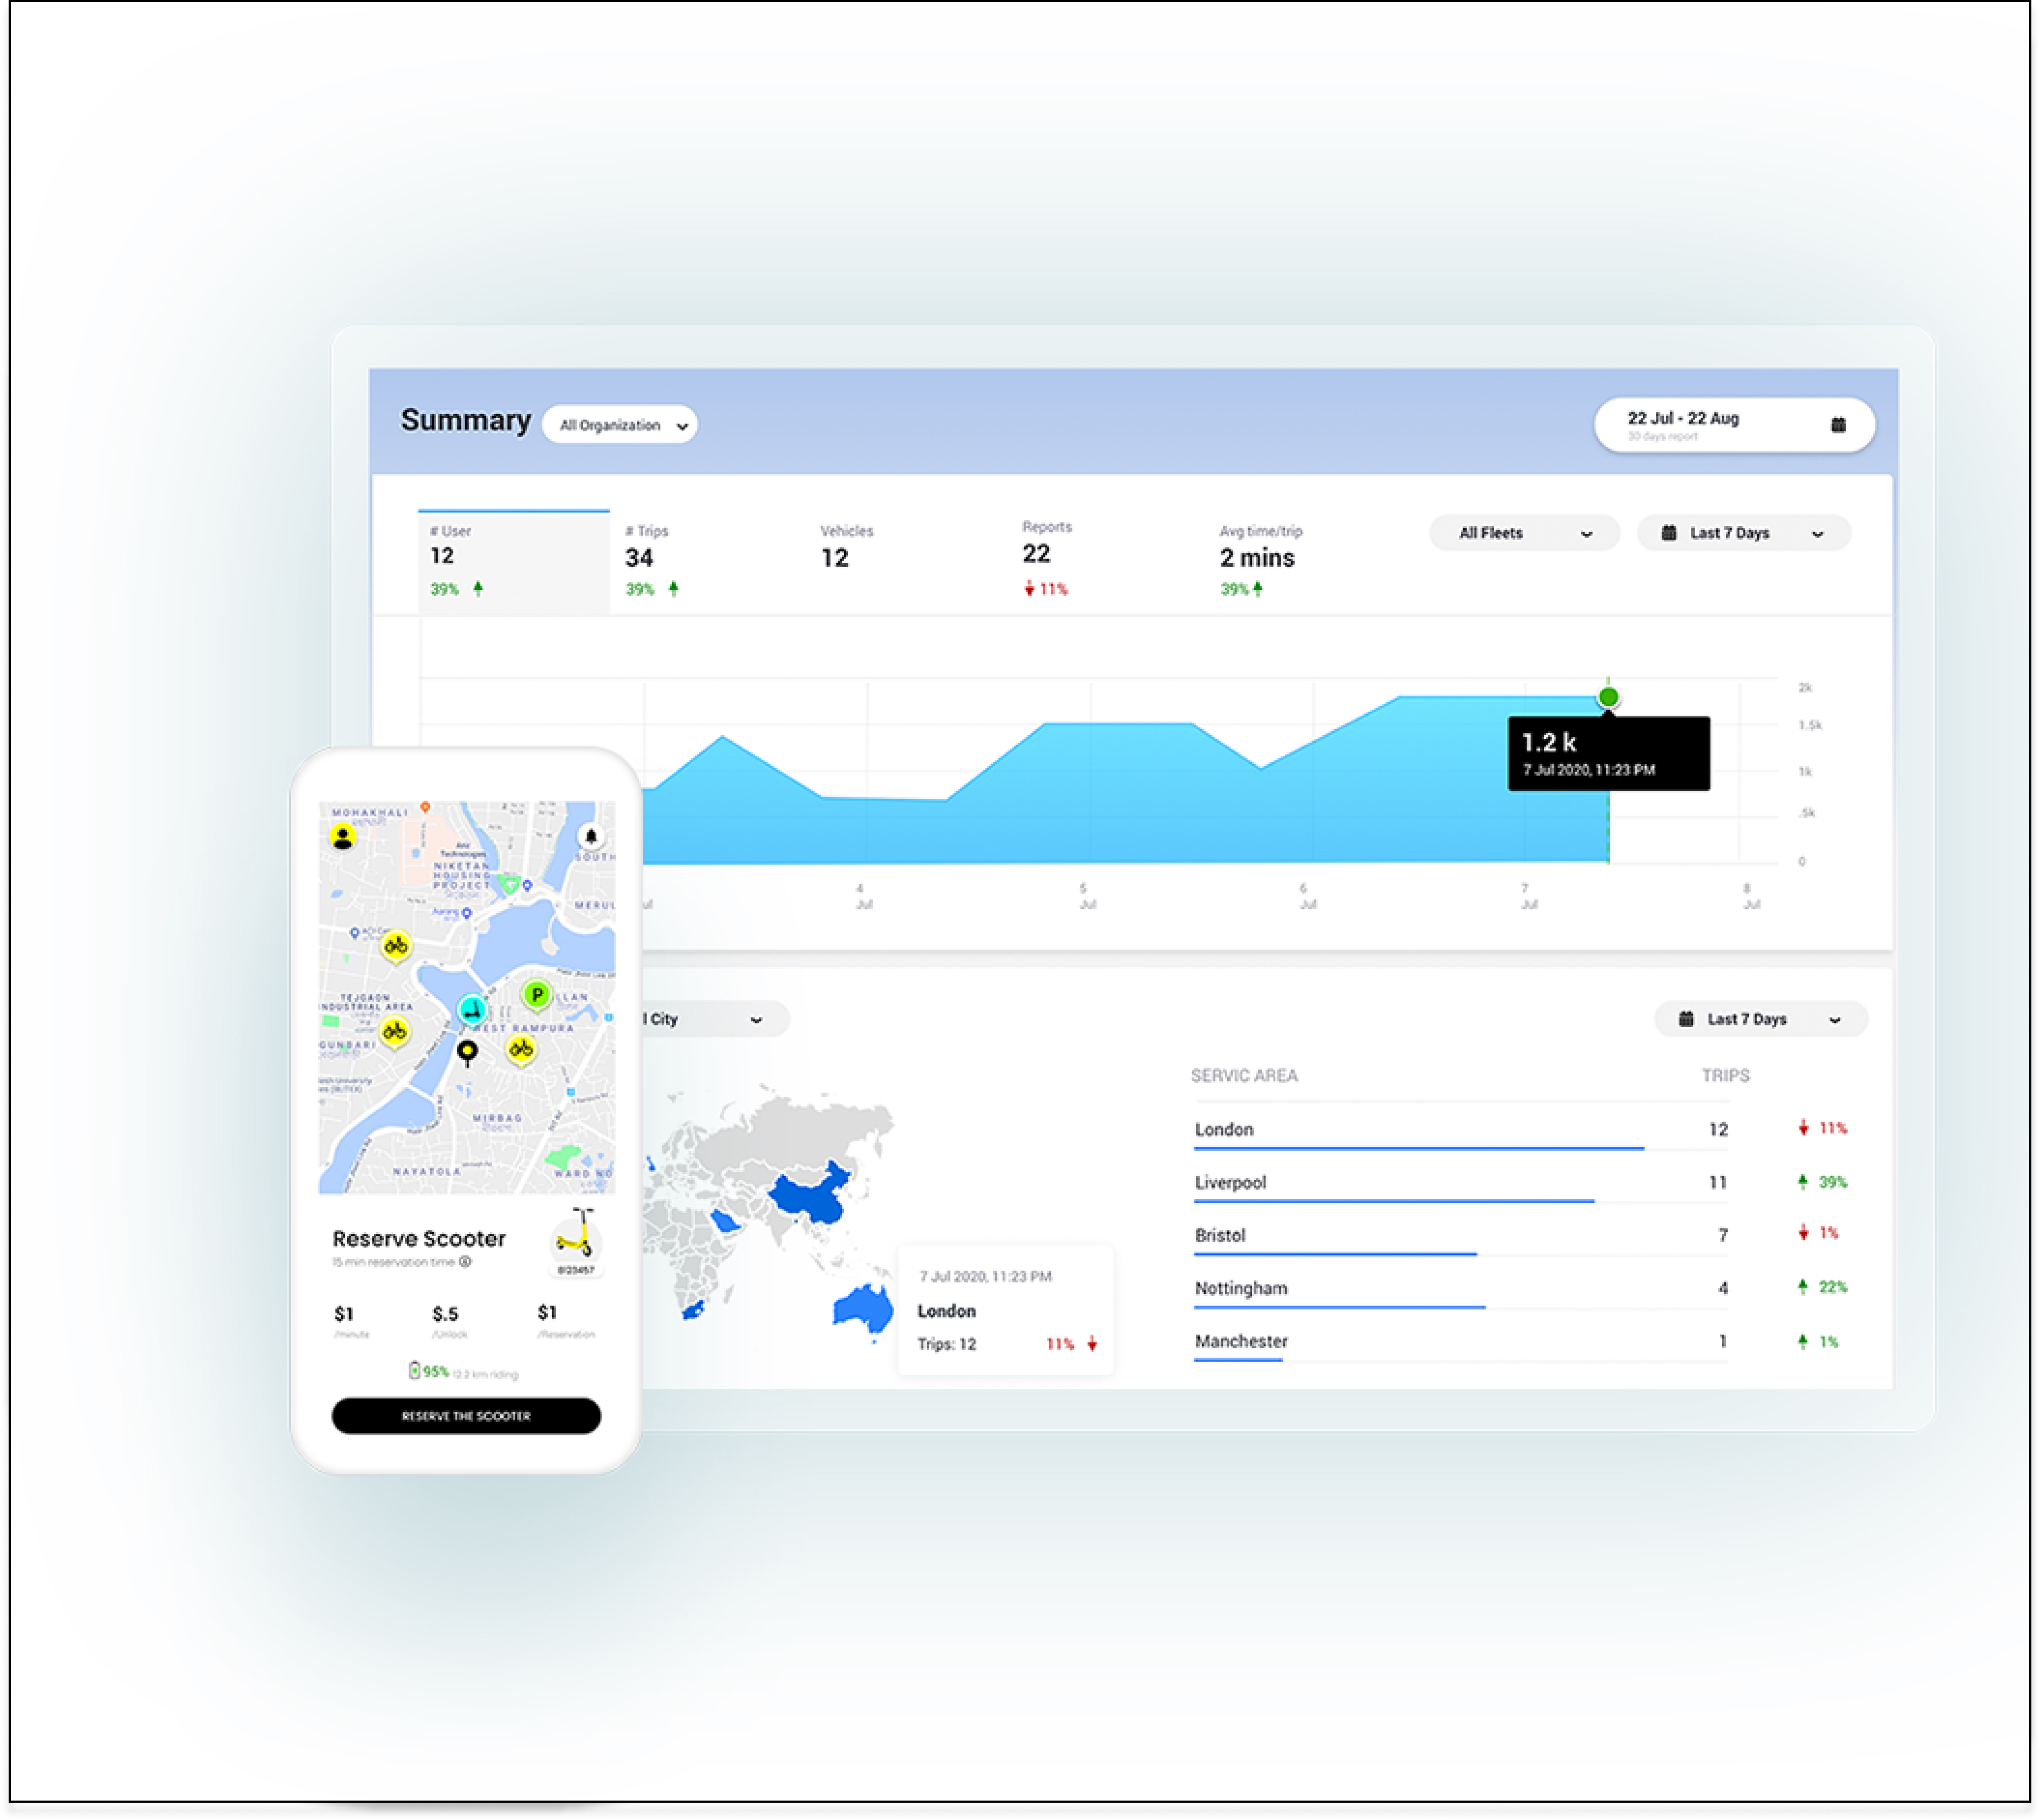 Summary
All Organization
22 Jul - 22 Aug
30 days report
# User
12
39%
# Trips
34
39%
Vehicles
12
Reports
22
11%
Avg time/trip
2 mins
39%
All Fleets
Last 7 Days
2k
1.5k
1k
.5k
0
1.2 k
7 Jul 2020, 11:23 PM
4
Jul
5
Jul
6
Jul
7
Jul
8
Jul
l City
Last 7 Days
SERVIC AREA TRIPS
London 12 11%
Liverpool 11 39%
Bristol 7 1%
Nottingham 4 22%
Manchester 1 1%
7 Jul 2020, 11:23 PM
London
Trips: 12 11%
MOHAKHALI
Technologies
NIKETAN
HOUSING
PROJECT
SOUTH
MERUL
Aarong
TEJGAON
INDUSTRIAL AREA
P
LLAN
WEST RAMPURA
GUNBARI
MIRBAG
NAYATOLA
WARD NO
Reserve Scooter
15 min reservation time
8123457
$1
/minute
$.5
/Unlock
$1
/Reservation
95% 12.2 km riding
RESERVE THE SCOOTER